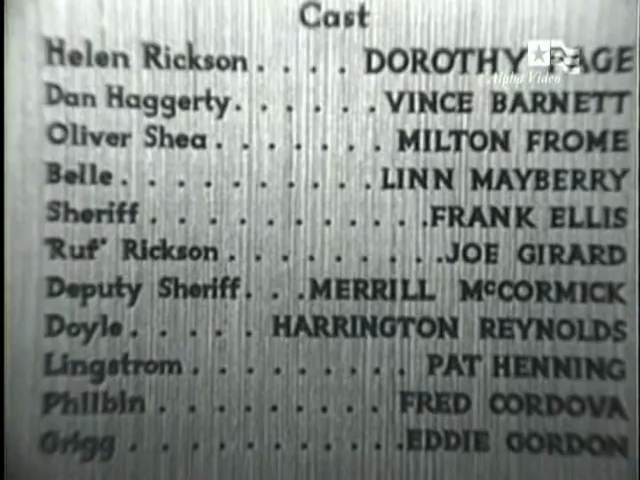 Cast
Helen Rickson . . . . DOROTHY PAGE
Alpha Video
Dan Haggerty . . . . . . VINCE BARNETT
Oliver Shea . . . . . . . MILTON FROME
Belle . . . . . . . . . . LINN MAYBERRY
Sheriff . . . . . . . . . . FRANK ELLIS
"Ruf" Rickson . . . . . . . . JOE GIRARD
Deputy Sheriff . . . MERRILL McCORMICK
Doyle . . . . . HARRINGTON REYNOLDS
Lingstrom . . . . . . . . . PAT HENNING
Philbin . . . . . . . . . FRED CORDOVA
Grigg . . . . . . . . . . . EDDIE GORDON